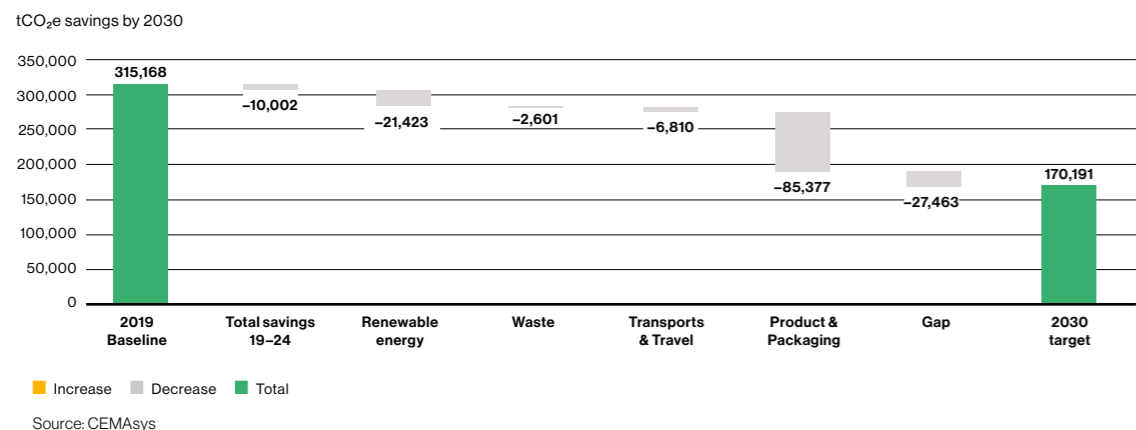 tCO₂e savings by 2030
350,000
300,000
250,000
200,000
150,000
100,000
50,000
0
315,168
–10,002
–21,423
–2,601
–6,810
–85,377
–27,463
170,191
2019
Baseline
Total savings
19–24
Renewable
energy
Waste
Transports
& Travel
Product &
Packaging
Gap
2030
target
Increase
Decrease
Total
Source: CEMAsys